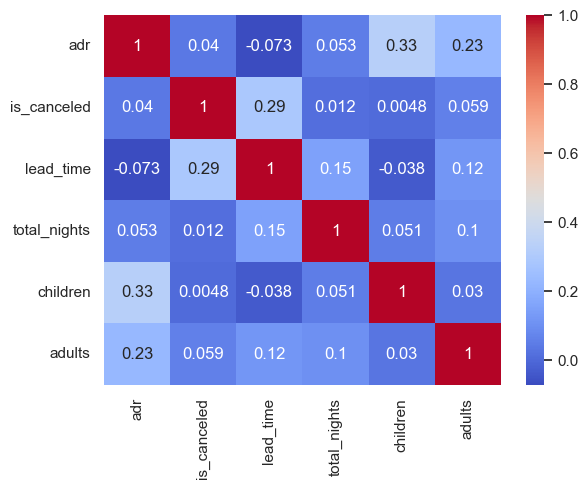 adr 1 0.04 -0.073 0.053 0.33 0.23
is_canceled 0.04 1 0.29 0.012 0.0048 0.059
lead_time -0.073 0.29 1 0.15 -0.038 0.12
total_nights 0.053 0.012 0.15 1 0.051 0.1
children 0.33 0.0048 -0.038 0.051 1 0.03
adults 0.23 0.059 0.12 0.1 0.03 1
adr
is_canceled
lead_time
total_nights
children
adults
1.0
0.8
0.6
0.4
0.2
0.0